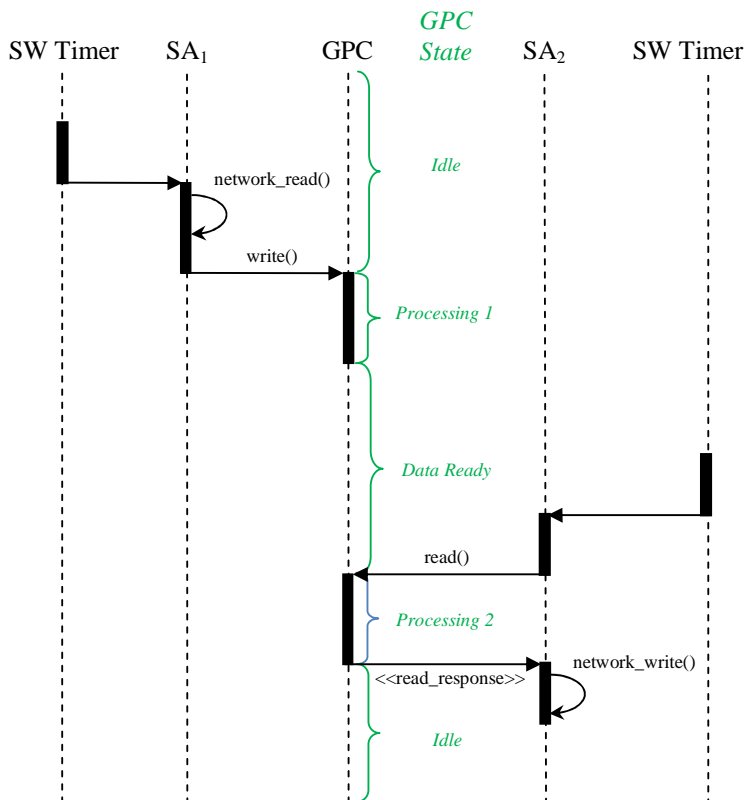 GPC
State
SW Timer SA₁ GPC SA₂ SW Timer
Idle
network_read()
write()
Processing 1
Data Ready
read()
Processing 2
network_write()
<<read_response>>
Idle